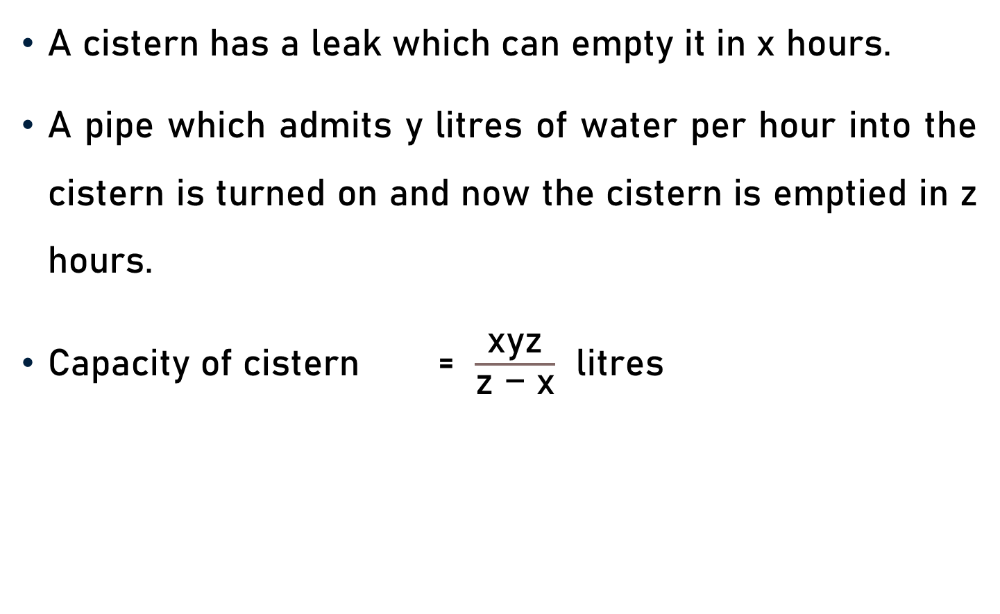 • A cistern has a leak which can empty it in x hours.
• A pipe which admits y litres of water per hour into the
cistern is turned on and now the cistern is emptied in z
hours.
• Capacity of cistern = xyz / z − x litres